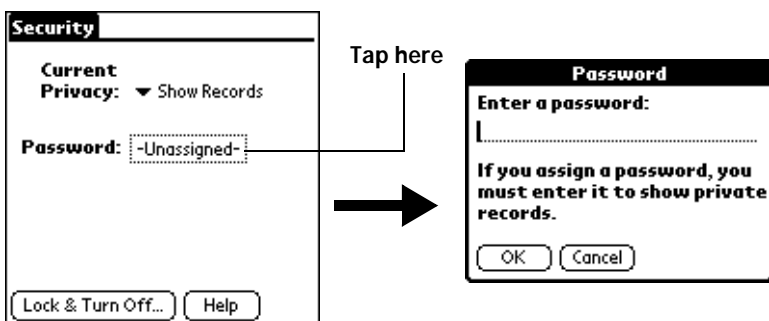 Security
Current
Privacy: Show Records
Password: -Unassigned-
Lock & Turn Off... Help
Tap here
Password
Enter a password:
If you assign a password, you
must enter it to show private
records.
OK Cancel